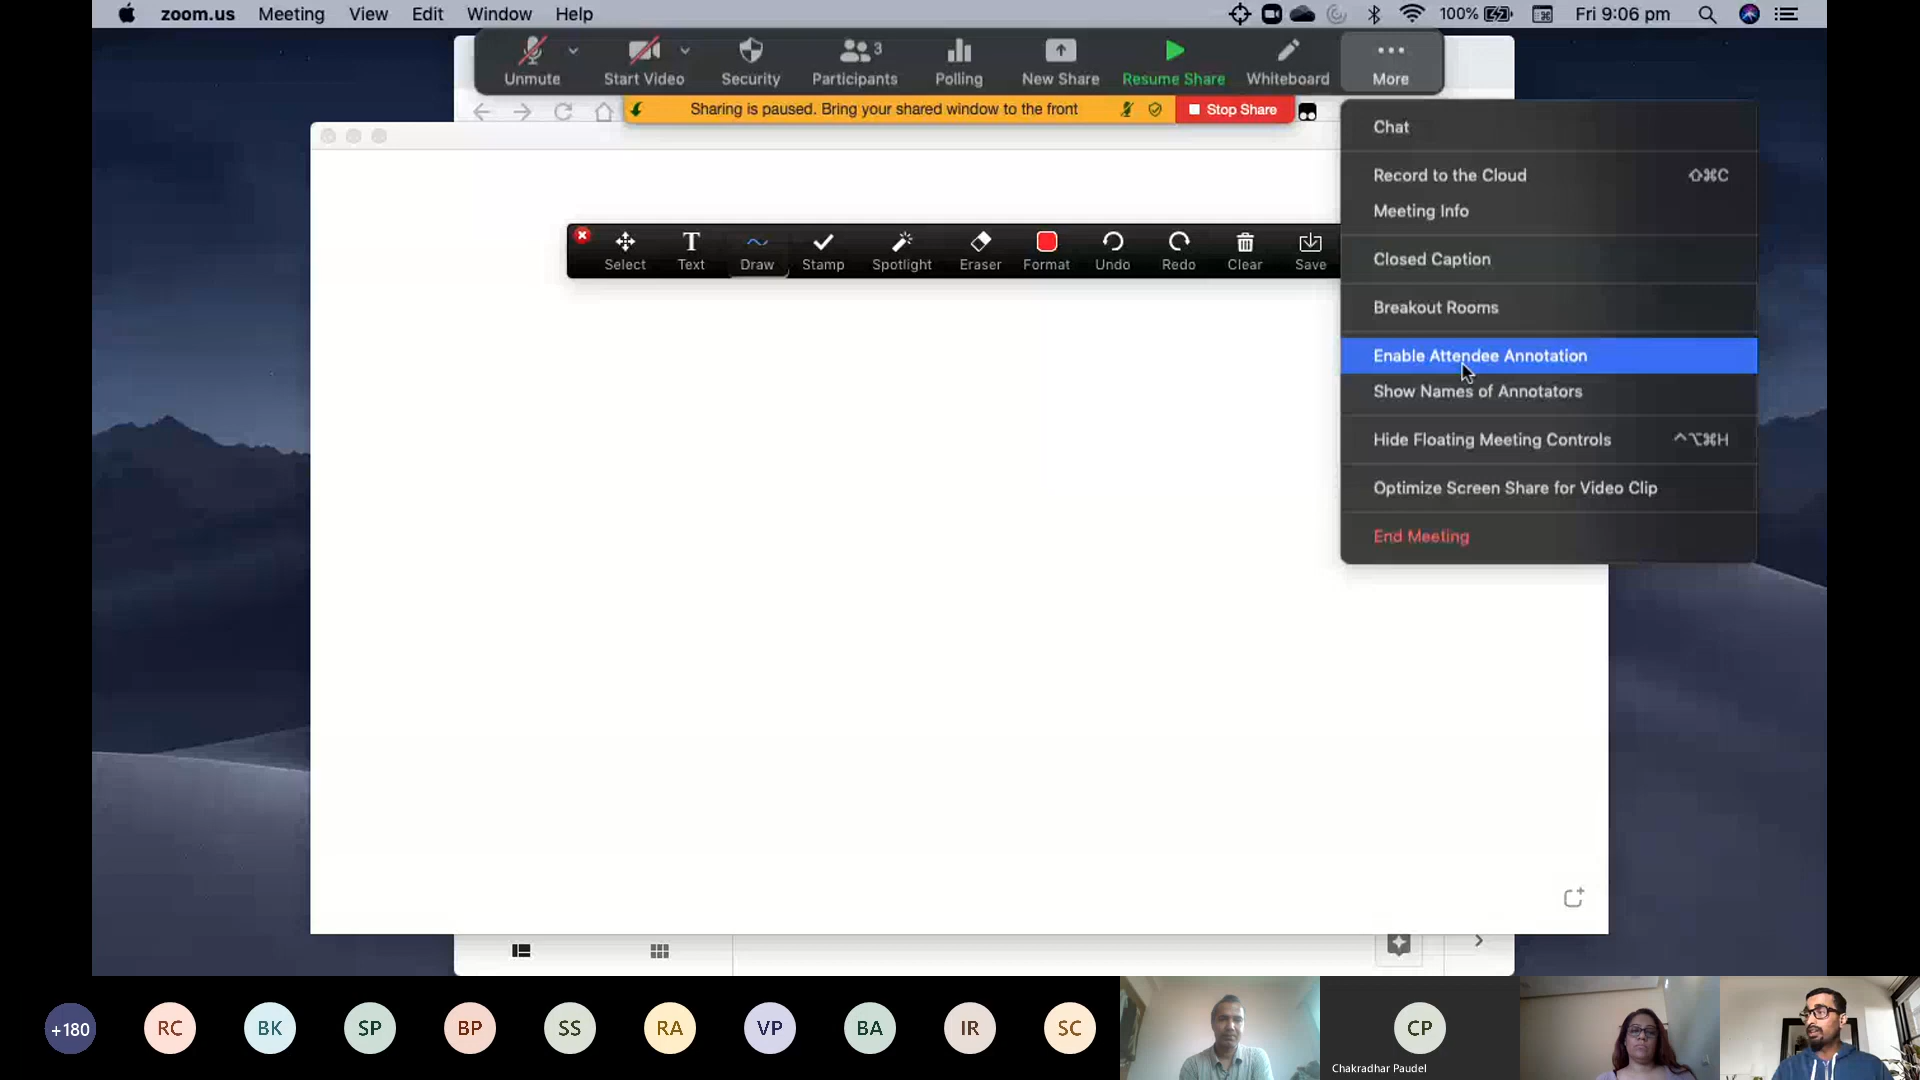 zoom.us Meeting View Edit Window Help 100% Fri 9:06 pm
Unmute Start Video Security Participants 3 Polling New Share Resume Share Whiteboard More
Sharing is paused. Bring your shared window to the front Stop Share
Select Text Draw Stamp Spotlight Eraser Format Undo Redo Clear Save
Chat
Record to the Cloud ⇧⌘C
Meeting Info
Closed Caption
Breakout Rooms
Enable Attendee Annotation
Show Names of Annotators
Hide Floating Meeting Controls ^⌥⌘H
Optimize Screen Share for Video Clip
End Meeting
+180 RC BK SP BP SS RA VP BA IR SC CP
Chakradhar Paudel